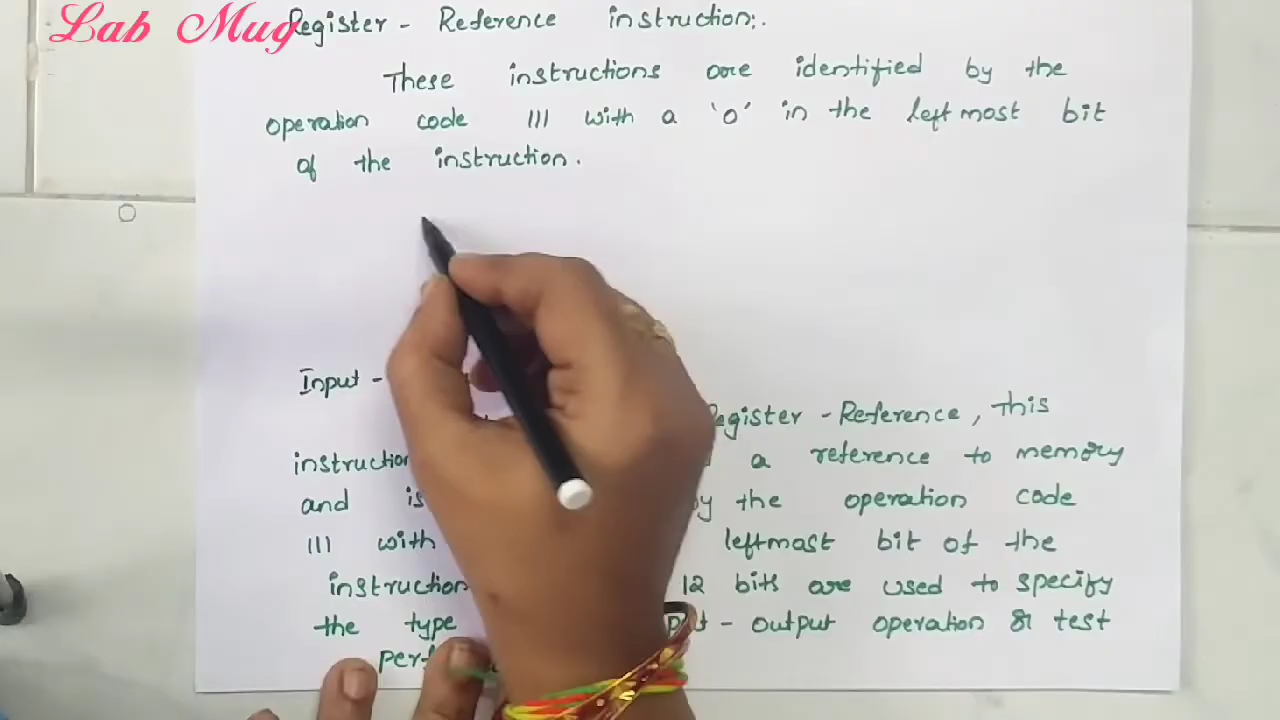 Lab Mug
Register - Reference instruction:.
These instructions are identified by the
operation code 111 with a '0' in the leftmost bit
of the instruction.
Input -
Register - Reference, this
instruction a reference to memory
and is by the operation code
111 with leftmost bit of the
instruction 12 bits are used to specify
the type - output operation & test